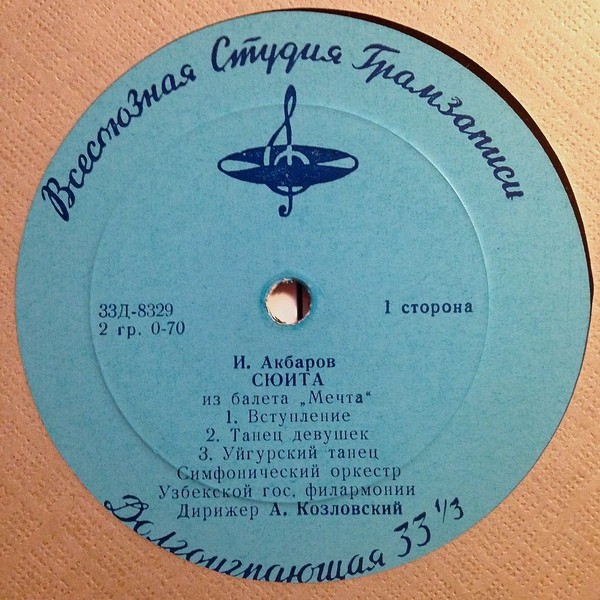 Всесоюзная Студия Грамзаписи
33Д-8329
2 гр. 0-70
1 сторона
И. Акбаров
СЮИТА
из балета „Мечта“
1. Вступление
2. Танец девушек
3. Уйгурский танец
Симфонический оркестр
Узбекской гос. филармонии
Дирижер А. Козловский
Долгоиграющая 33 1/3